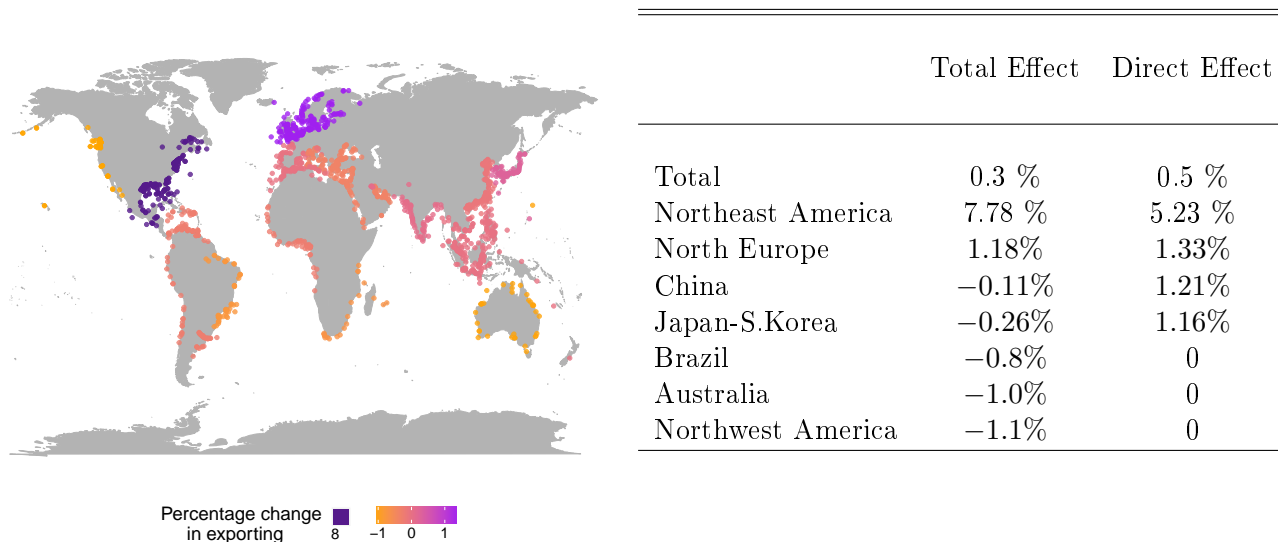 Total Effect Direct Effect
Total 0.3 % 0.5 %
Northeast America 7.78 % 5.23 %
North Europe 1.18% 1.33%
China −0.11% 1.21%
Japan-S.Korea −0.26% 1.16%
Brazil −0.8% 0
Australia −1.0% 0
Northwest America −1.1% 0
Percentage change
in exporting 8 −1 0 1